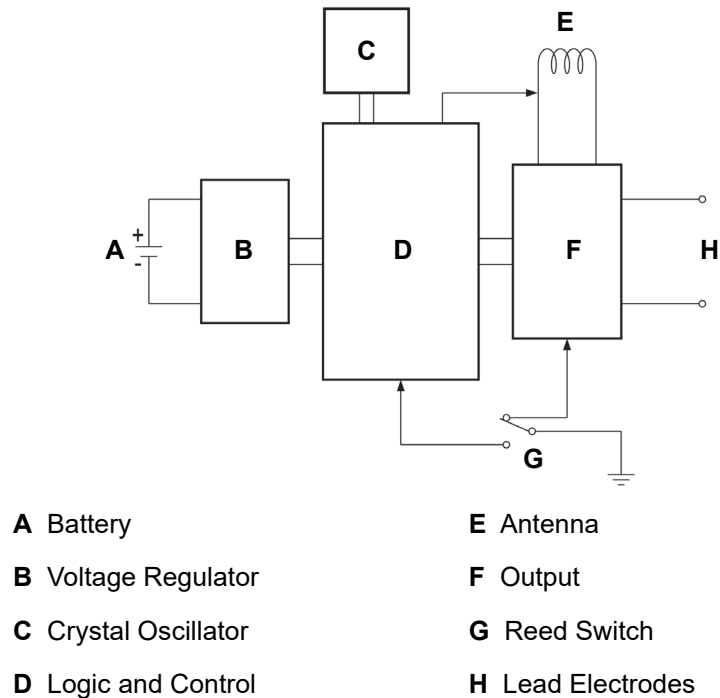 C
E
A
+
-
B
D
F
H
G
A Battery
B Voltage Regulator
C Crystal Oscillator
D Logic and Control
E Antenna
F Output
G Reed Switch
H Lead Electrodes